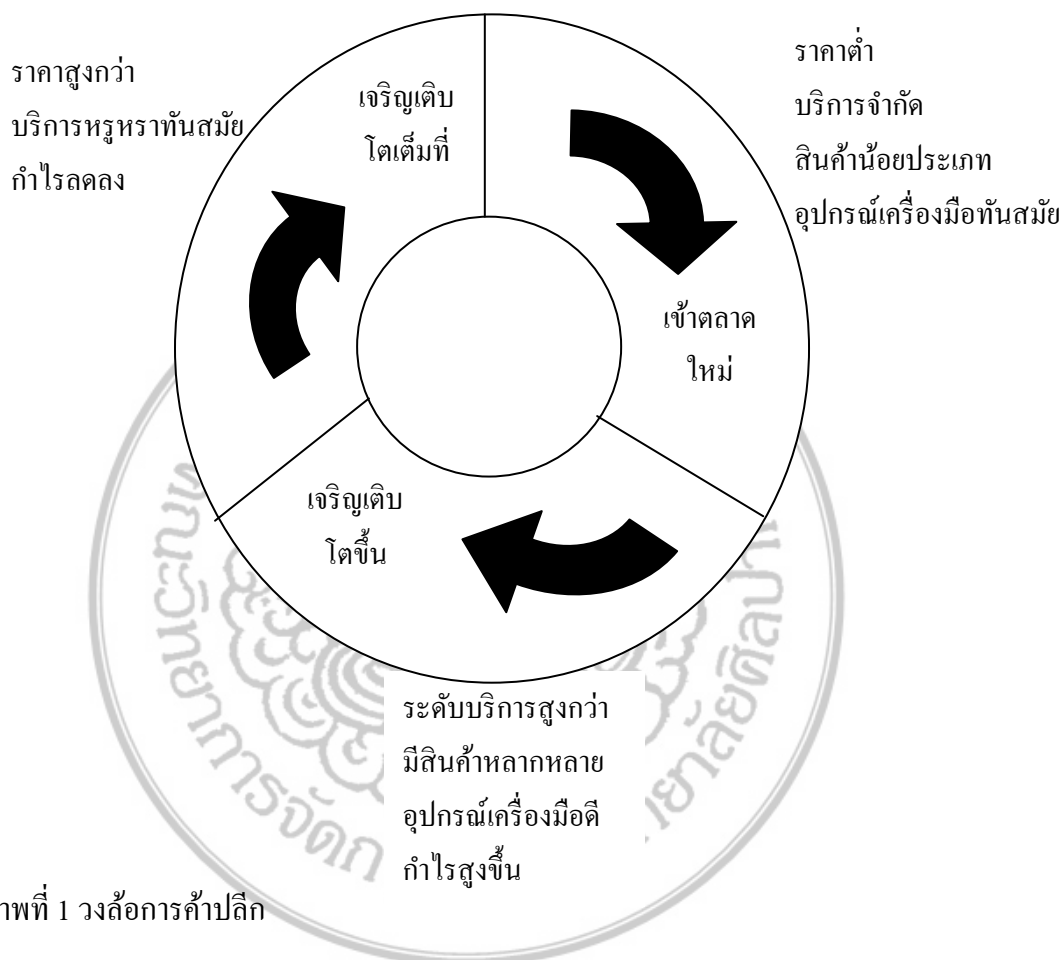 ราคาสูงกว่า
บริการหรูหราทันสมัย
กำไรลดลง
เจริญเติบ
โตเต็มที่
ราคาต่ำ
บริการจำกัด
สินค้าน้อยประเภท
อุปกรณ์เครื่องมือทันสมัย
เข้าตลาด
ใหม่
เจริญเติบ
โตขึ้น
ระดับบริการสูงกว่า
มีสินค้าหลากหลาย
อุปกรณ์เครื่องมือดี
กำไรสูงขึ้น
าพที่ 1 วงล้อการค้าปลีก